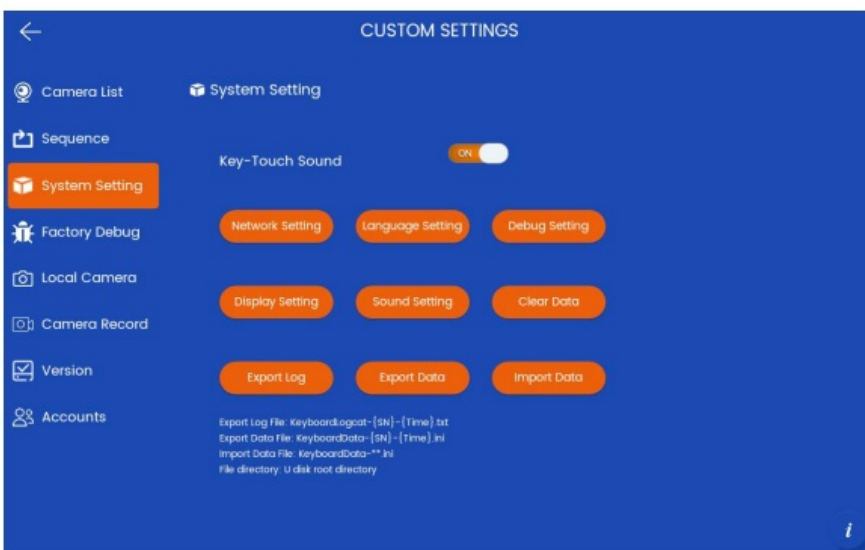 CUSTOM SETTINGS
Camera List
Sequence
System Setting
Factory Debug
Local Camera
Camera Record
Version
Accounts
System Setting
Key-Touch Sound
ON
Network Setting
Language Setting
Debug Setting
Display Setting
Sound Setting
Clear Data
Export Log
Export Data
Import Data
Export Log File: KeyboardLogcat-{SN}-{Time}.txt
Export Data File: KeyboardData-{SN}-{Time}.ini
Import Data File: KeyboardData-**.ini
File directory: U disk root directory
i